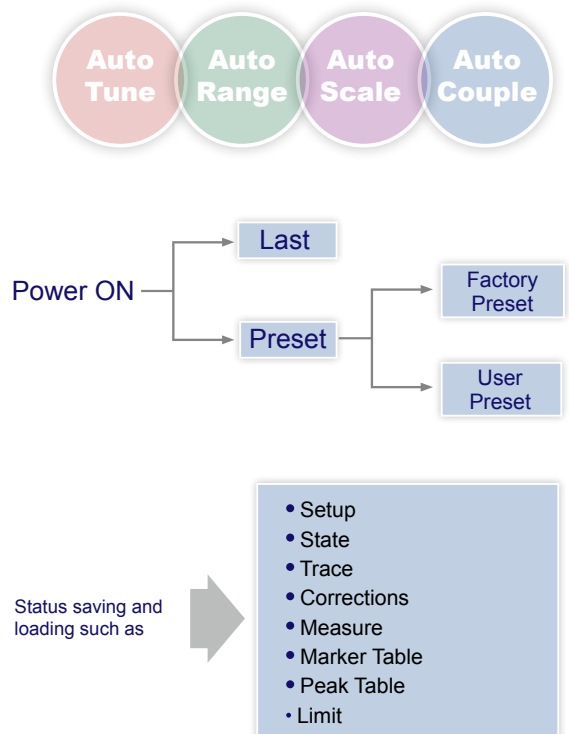 Auto Tune
Auto Range
Auto Scale
Auto Couple
Power ON
Last
Preset
Factory
Preset
User
Preset
Status saving and
loading such as
• Setup
• State
• Trace
• Corrections
• Measure
• Marker Table
• Peak Table
• Limit